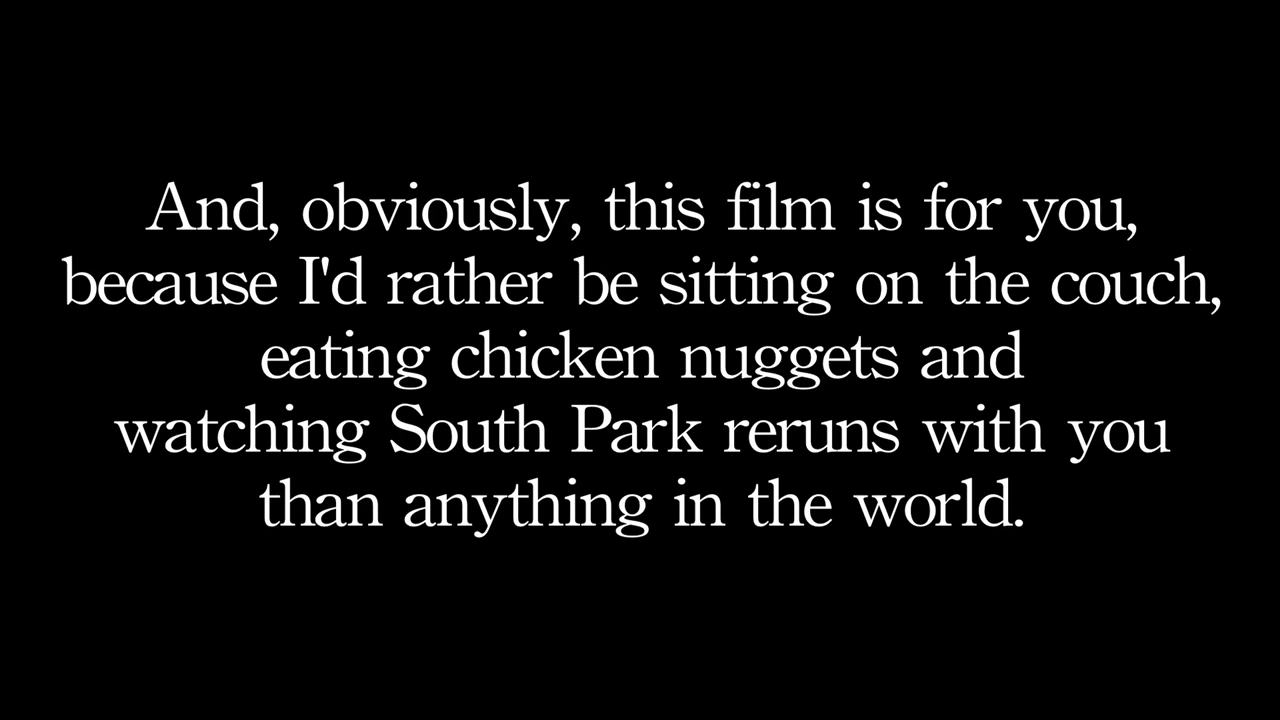 And, obviously, this film is for you,
because I'd rather be sitting on the couch,
eating chicken nuggets and
watching South Park reruns with you
than anything in the world.